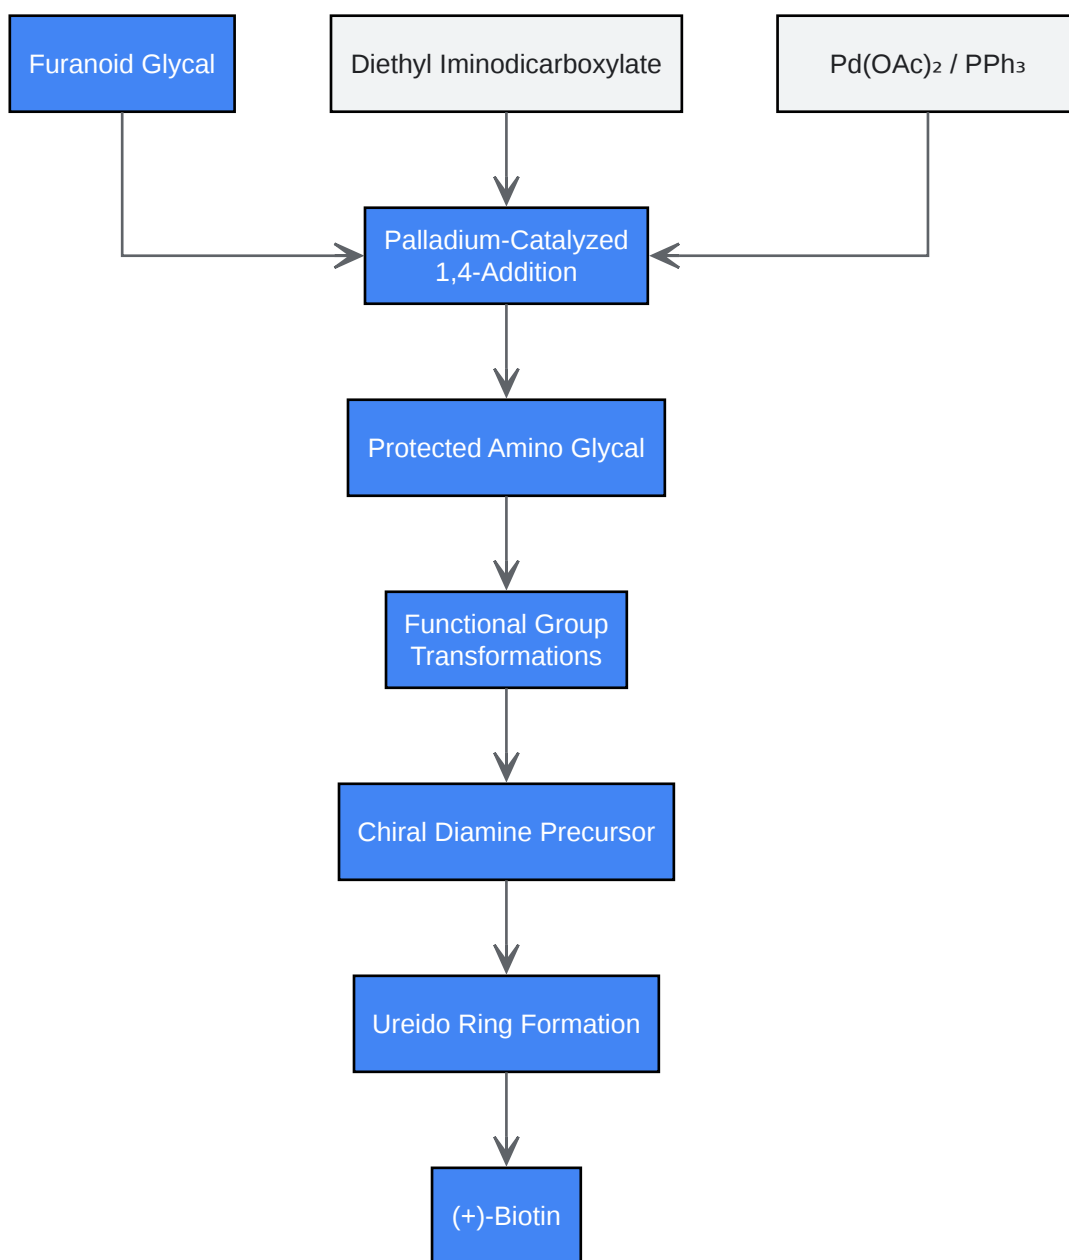 Furanoid Glycal
Diethyl Iminodicarboxylate
Pd(OAc)₂ / PPh₃
Palladium-Catalyzed
1,4-Addition
Protected Amino Glycal
Functional Group
Transformations
Chiral Diamine Precursor
Ureido Ring Formation
(+)-Biotin